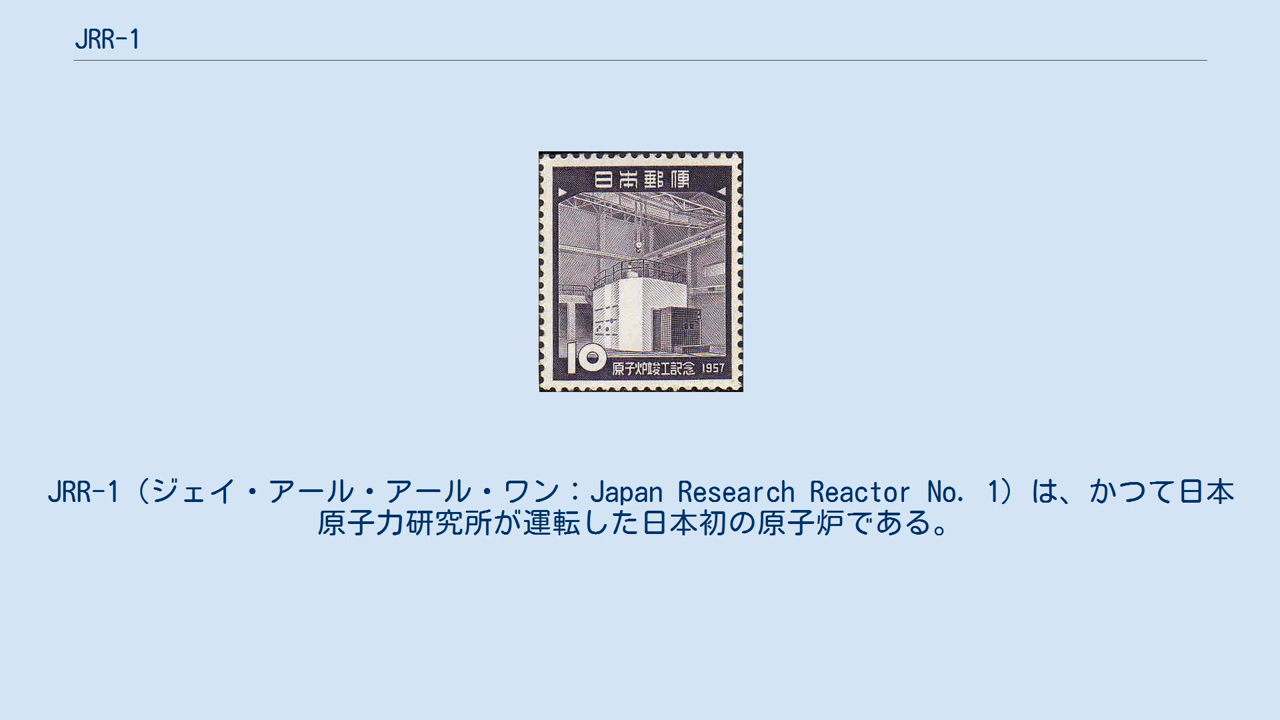 JRR-1
日本郵便
10 原子炉竣工記念 1957
JRR-1（ジェイ・アール・アール・ワン：Japan Research Reactor No. 1）は、かつて日本
原子力研究所が運転した日本初の原子炉である。